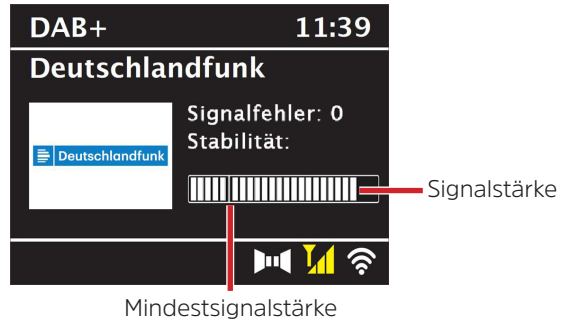 DAB+ 11:39
Deutschlandfunk
Signalfehler: 0
Stabilität:
Deutschlandfunk
Signalstärke
Mindestsignalstärke